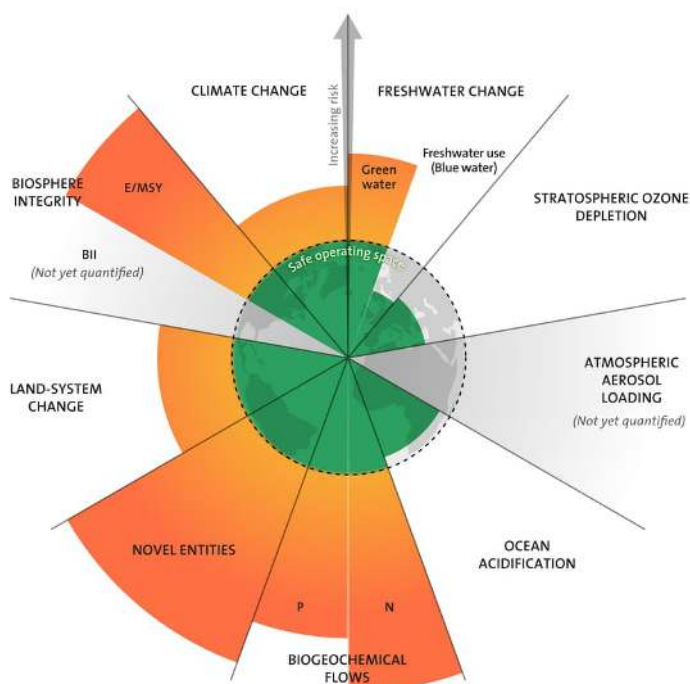 Increasing risk
CLIMATE CHANGE
FRESHWATER CHANGE
Green
water
Freshwater use
(Blue water)
STRATOSPHERIC OZONE
DEPLETION
ATMOSPHERIC
AEROSOL
LOADING
(Not yet quantified)
OCEAN
ACIDIFICATION
N
P
BIOGEOCHEMICAL
FLOWS
NOVEL ENTITIES
LAND-SYSTEM
CHANGE
BIOSPHERE
INTEGRITY
E/MSY
BII
(Not yet quantified)
Safe operating space